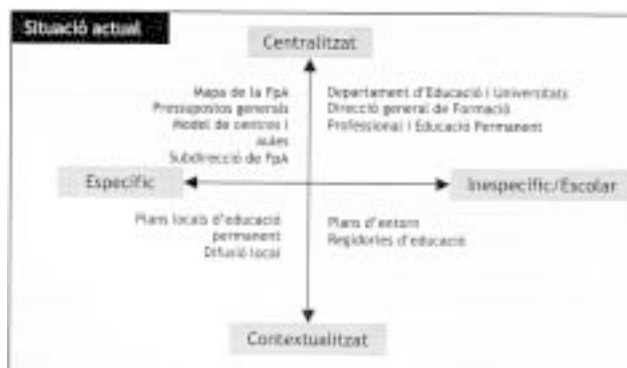 Situació actual
Centralitzat
Mapa de la FpA
Pressupostos generals
Model de centres i
aules
Subdirecció de FpA
Departament d'Educació i Universitats
Direcció general de Formació
Professional i Educació Permanent
Específic
Inespecífic/Escolar
Plans locals d'educació
permanent
Difusió local
Plans d'entorn
Regidories d'educació
Contextualitzat